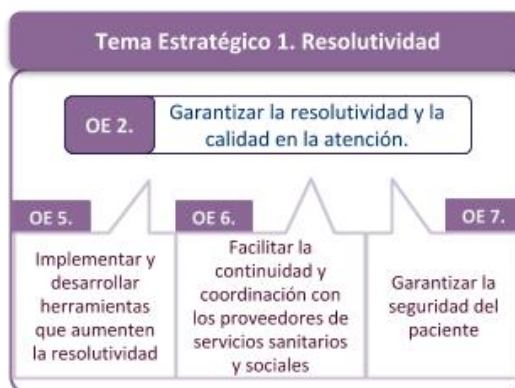 Tema Estratégico 1. Resolutividad
OE 2.
Garantizar la resolutividad y la
calidad en la atención.
OE 5.
Implementar y
desarrollar
herramientas
que aumenten
la resolutividad
OE 6.
Facilitar la
continuidad y
coordinación con
los proveedores de
servicios sanitarios
y sociales
OE 7.
Garantizar la
seguridad del
paciente